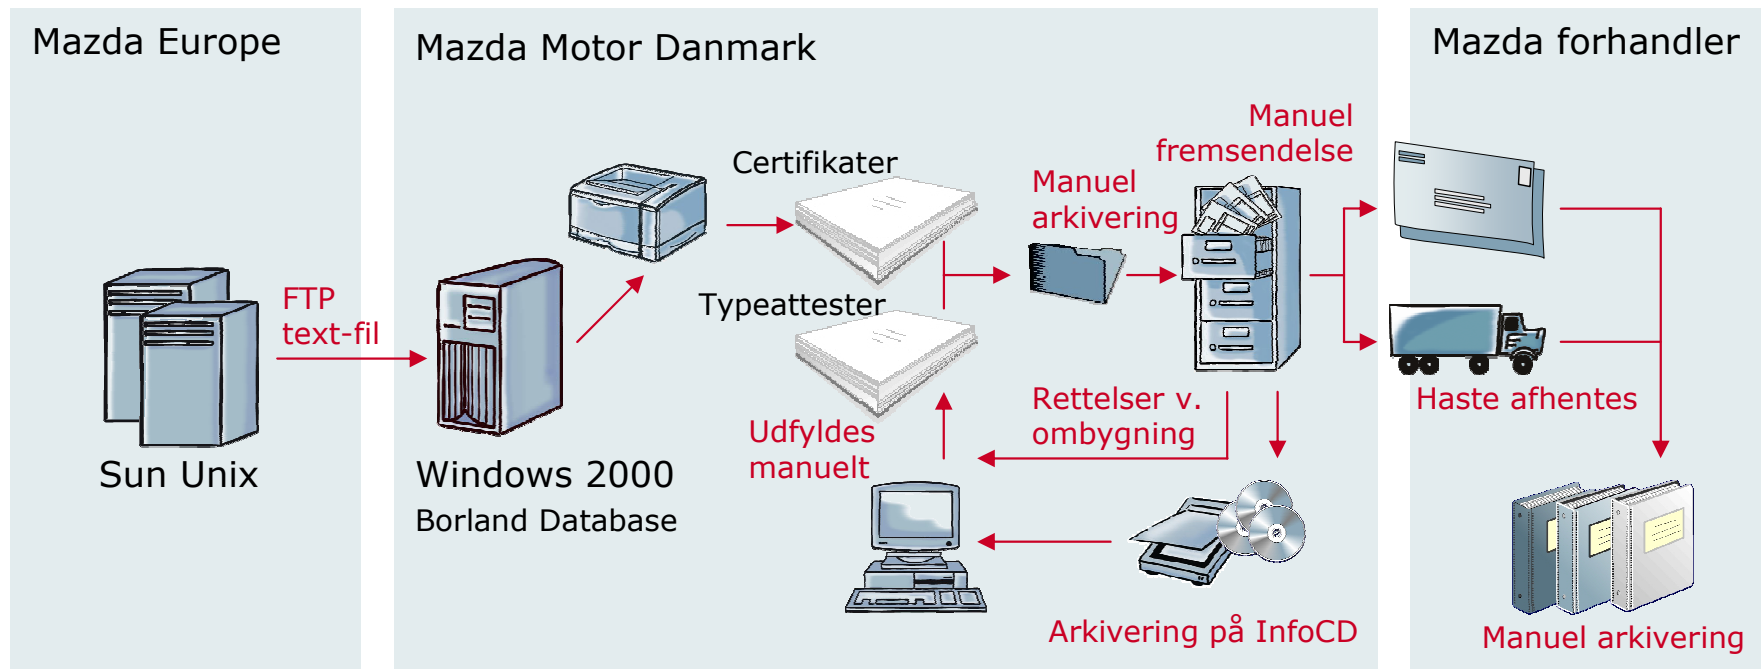 Mazda Europe
FTP
text-fil
Sun Unix
Mazda Motor Danmark
Windows 2000
Borland Database
Certifikater
Typeattester
Udfyldes
manuelt
Manuel
arkivering
Manuel
fremsendelse
Rettelser v.
ombygning
Arkivering på InfoCD
Mazda forhandler
Haste afhentes
Manuel arkivering